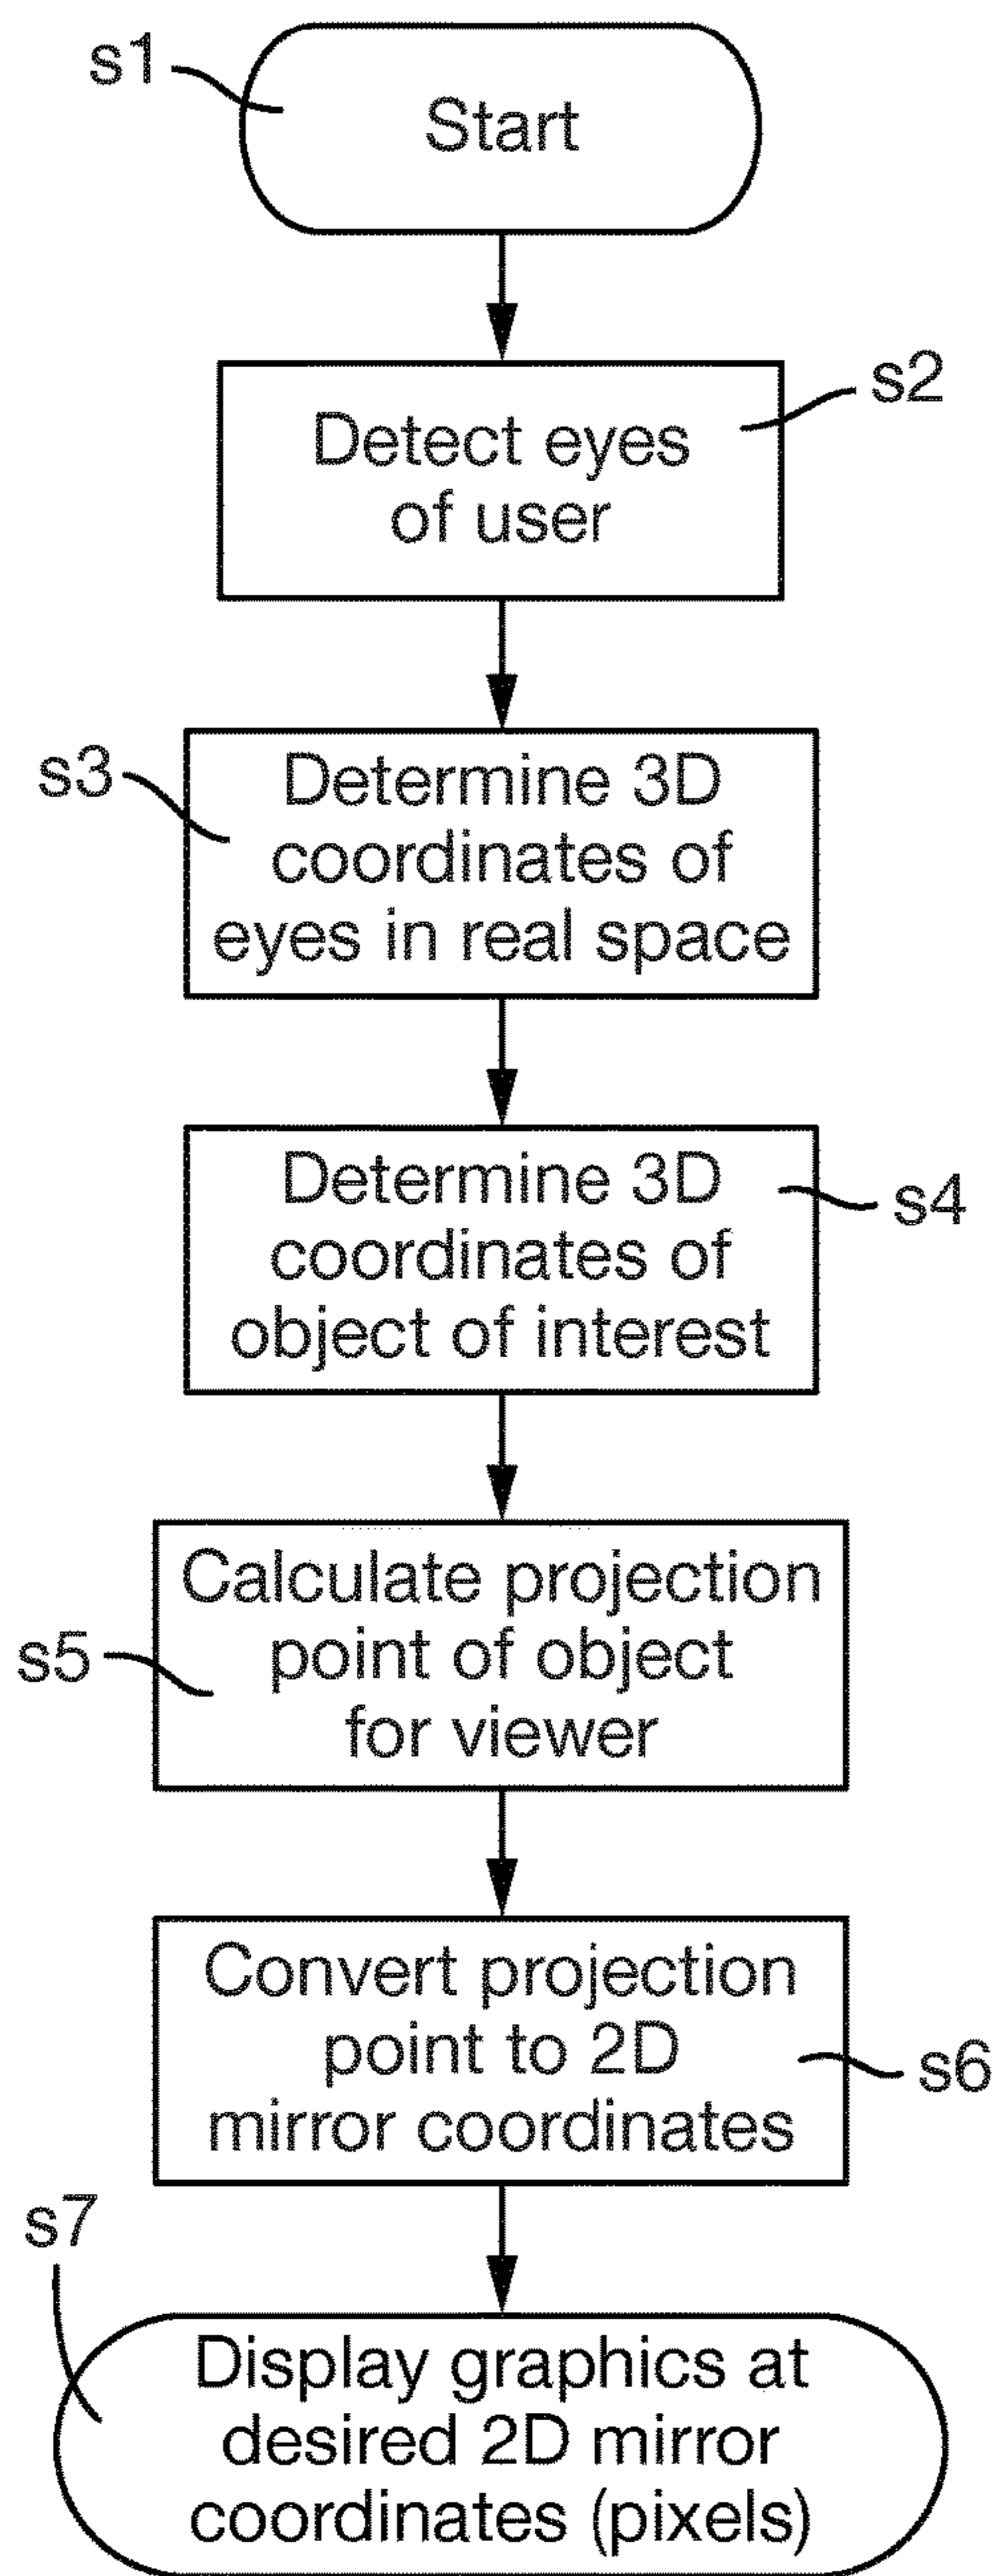 s1
Start
s2
Detect eyes
of user
s3
Determine 3D
coordinates of
eyes in real space
s4
Determine 3D
coordinates of
object of interest
s5
Calculate projection
point of object
for viewer
s6
Convert projection
point to 2D
mirror coordinates
s7
Display graphics at
desired 2D mirror
coordinates (pixels)